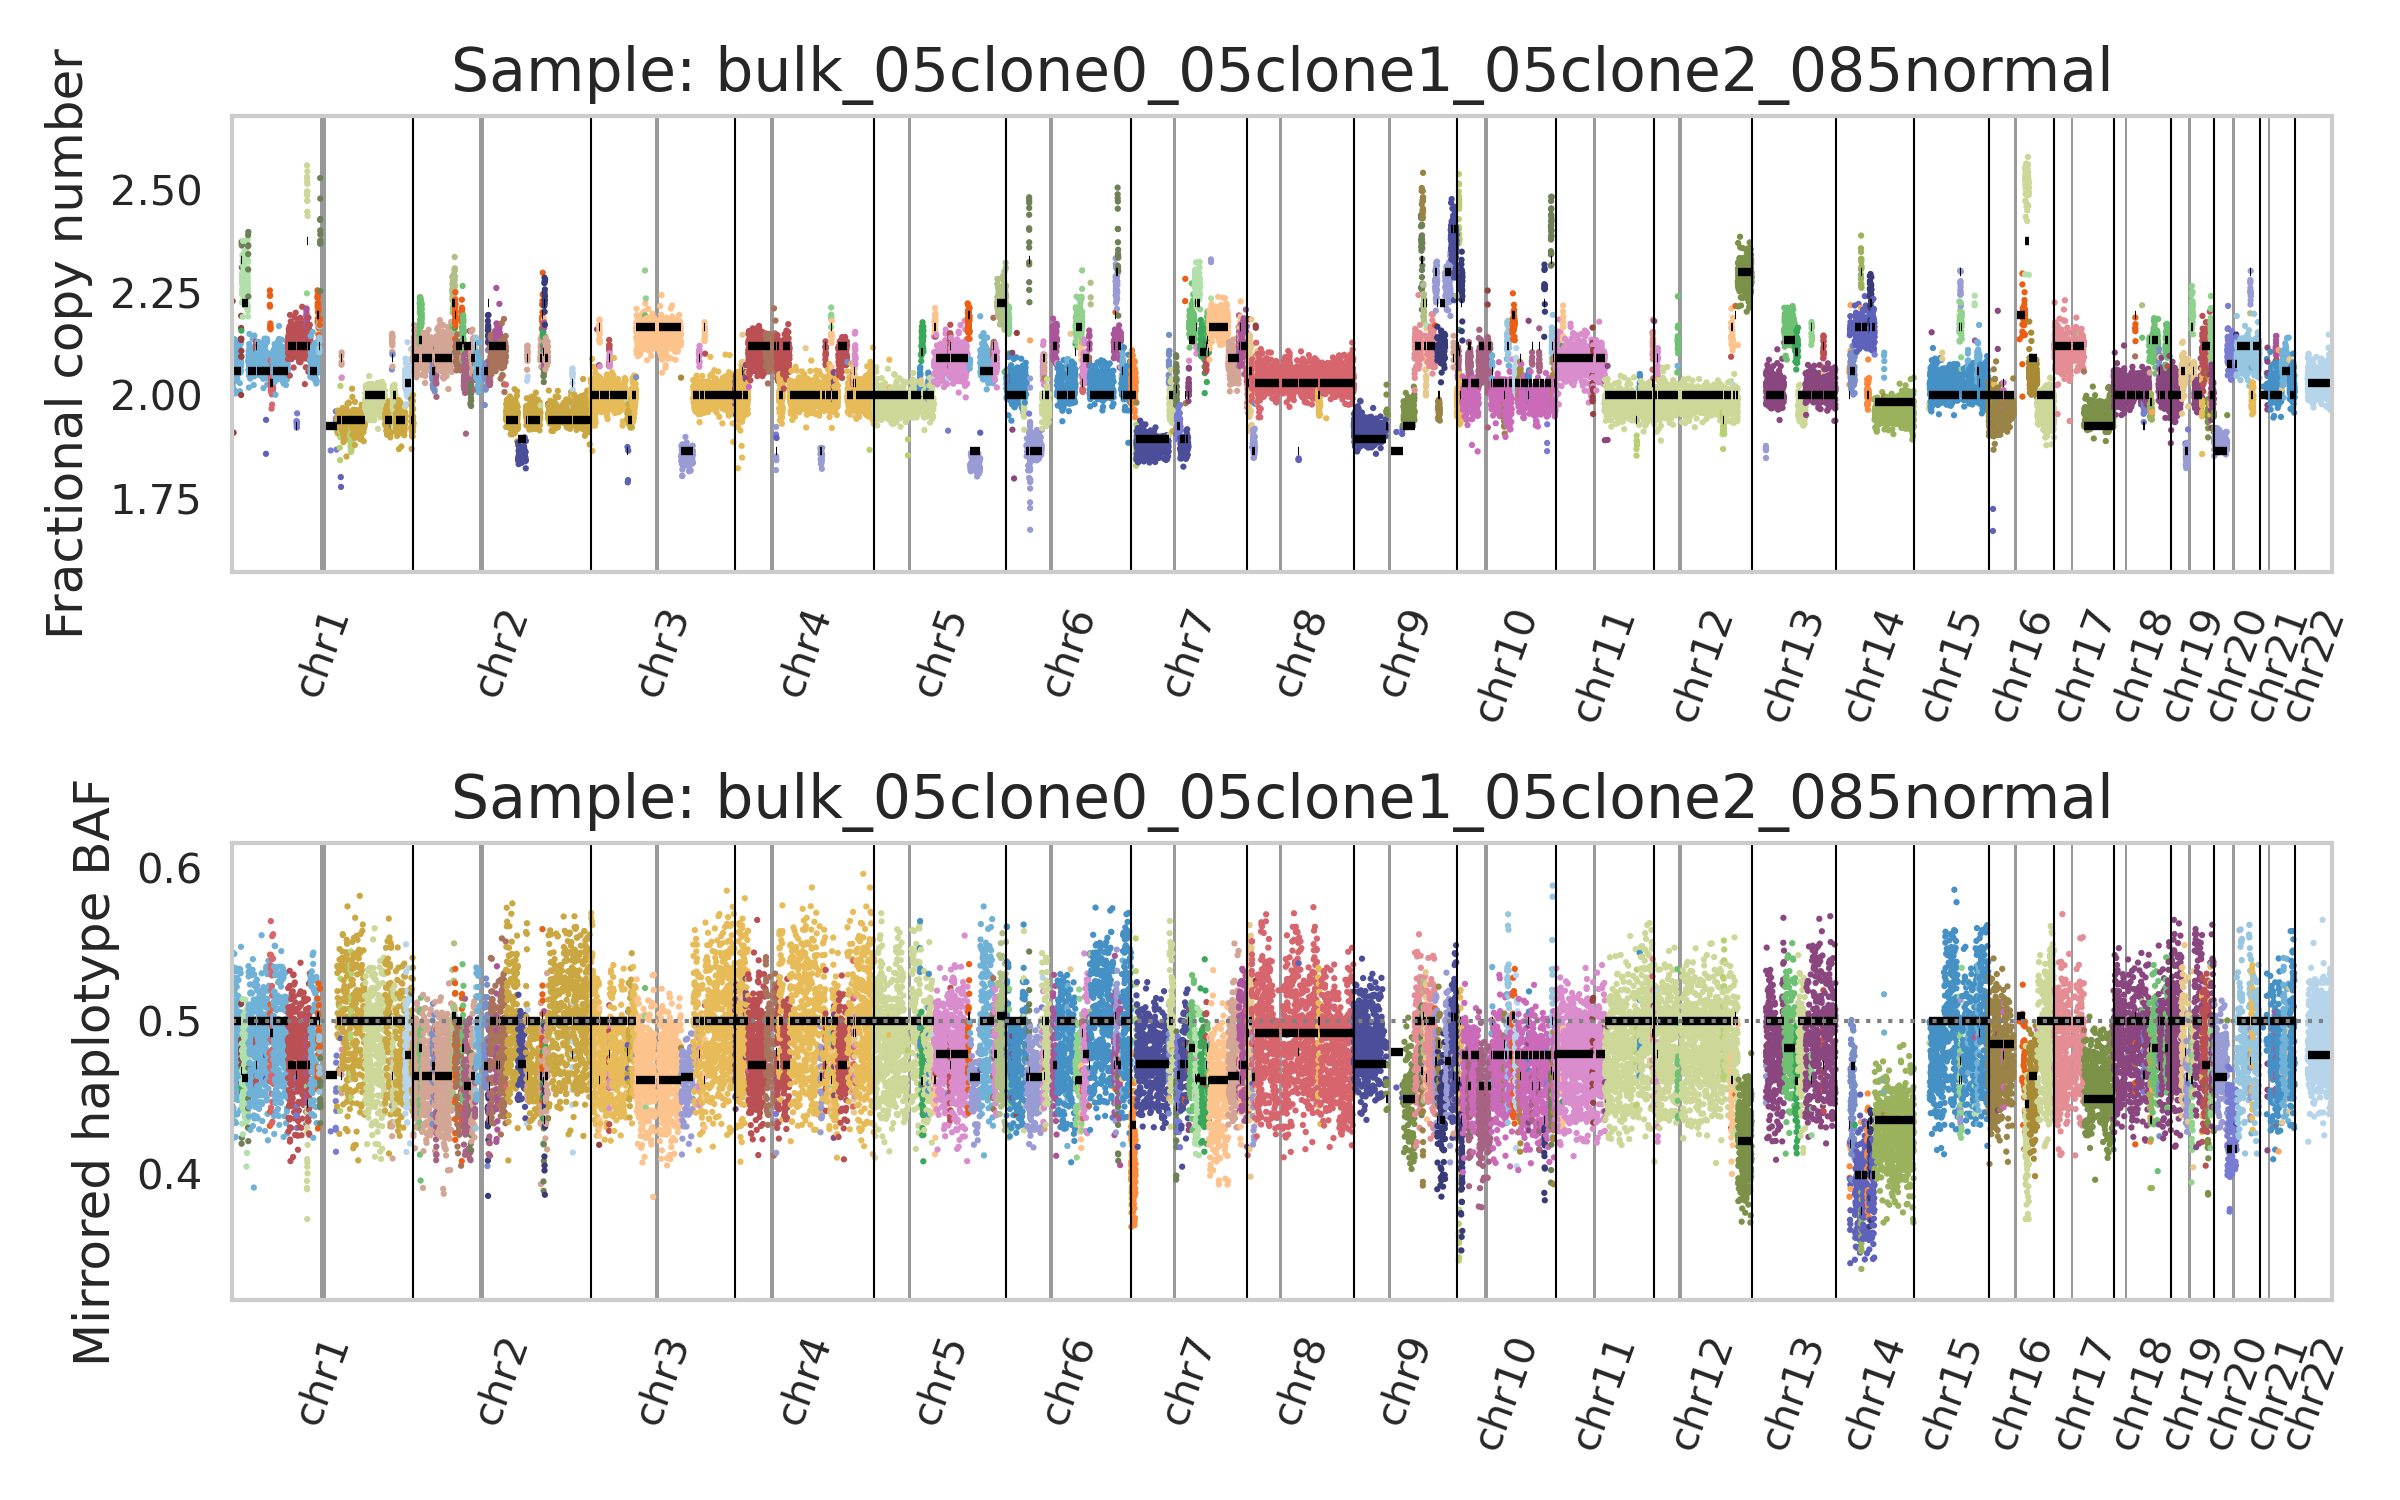 Sample: bulk_05clone0_05clone1_05clone2_085normal
Fractional copy number
2.50
2.25
2.00
1.75
chr1
chr2
chr3
chr4
chr5
chr6
chr7
chr8
chr9
chr10
chr11
chr12
chr13
chr14
chr15
chr16
chr17
chr18
chr19
chr20
chr21
chr22
Sample: bulk_05clone0_05clone1_05clone2_085normal
Mirrored haplotype BAF
0.6
0.5
0.4
chr1
chr2
chr3
chr4
chr5
chr6
chr7
chr8
chr9
chr10
chr11
chr12
chr13
chr14
chr15
chr16
chr17
chr18
chr19
chr20
chr21
chr22